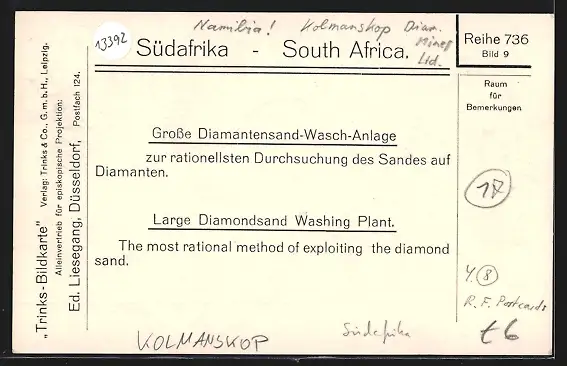 13392
Namibia! Kolmanskop Diam.
Mines
Ltd.
Südafrika - South Africa.
Reihe 736
Bild 9
Raum
für
Bemerkungen
Große Diamantensand-Wasch-Anlage
zur rationellsten Durchsuchung des Sandes auf
Diamanten.
Large Diamondsand Washing Plant.
The most rational method of exploiting the diamond
sand.
„Trinks-Bildkarte" Verlag: Trinks & Co., G. m. b. H., Leipzig.
Alleinvertrieb für episkopische Projektion:
Ed. Liesegang, Düsseldorf, Postfach 124.
17
4. 8
R. F. Postcards
£6
KOLMANSKOP
Südafrika